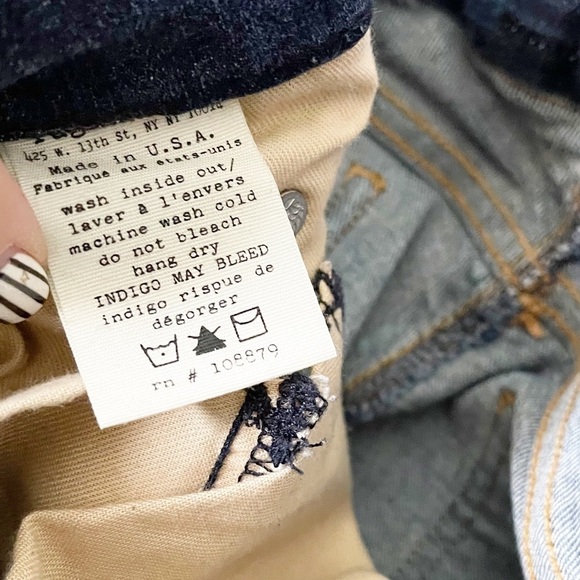 425 W. 13th St, NY NY 10014
Made in U.S.A.
Fabriqué aux états-unis
wash inside out/
laver à l'envers
machine wash cold
do not bleach
hang dry
INDIGO MAY BLEED
indigo risque de
dégorger
rn # 108879